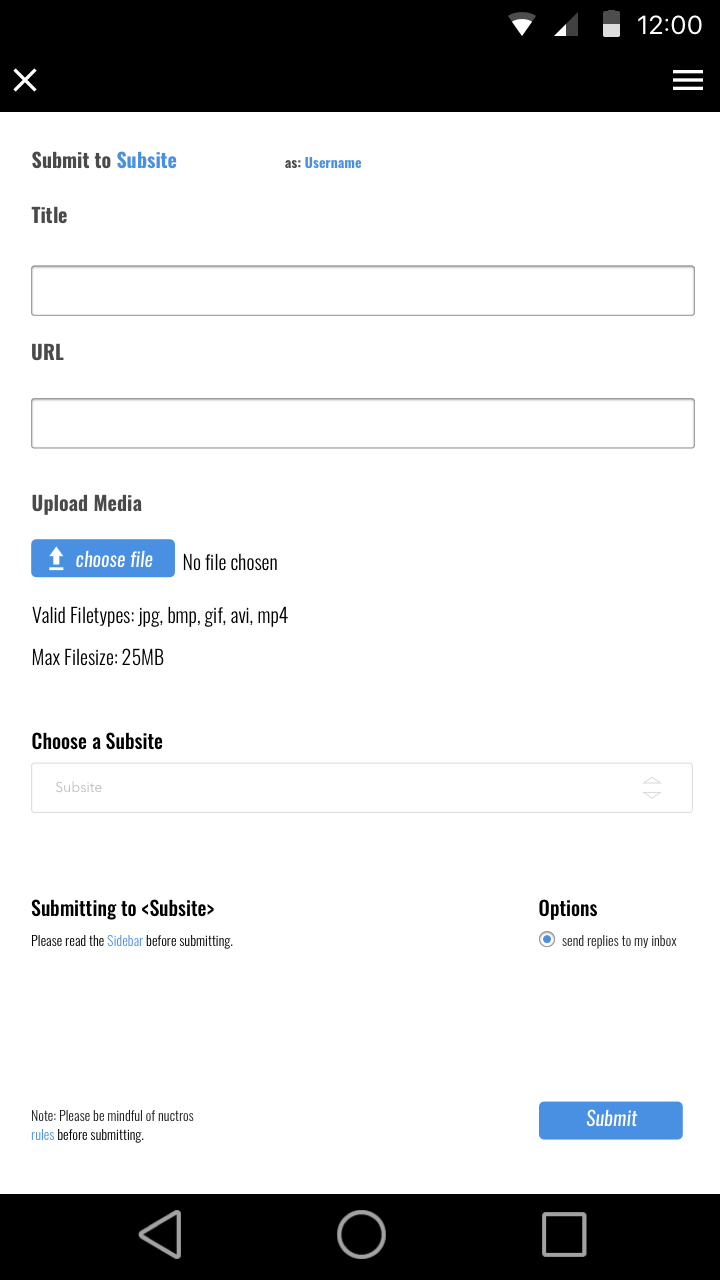 12:00
Submit to Subsite as: Username
Title
URL
Upload Media
choose file No file chosen
Valid Filetypes: jpg, bmp, gif, avi, mp4
Max Filesize: 25MB
Choose a Subsite
Subsite
Submitting to <Subsite>
Please read the Sidebar before submitting.
Options
send replies to my inbox
Note: Please be mindful of nuctros
rules before submitting.
Submit